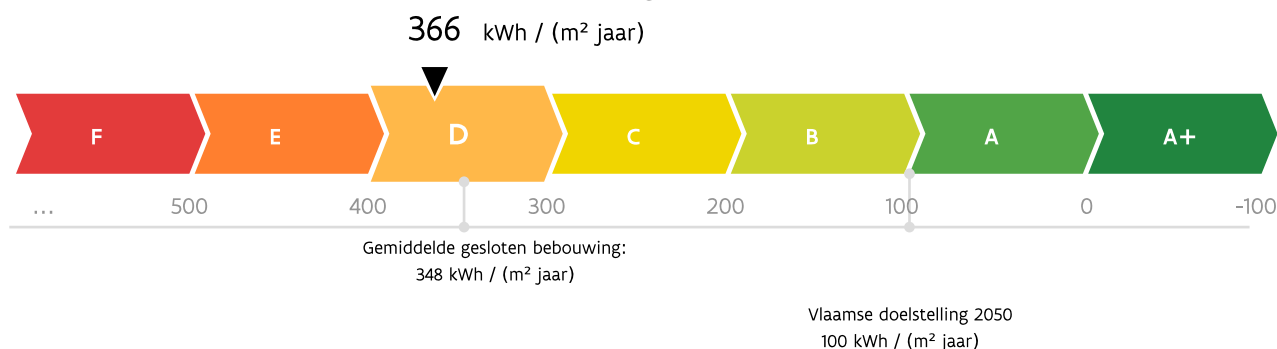 366 kWh / (m² jaar)
F E D C B A A+
... 500 400 300 200 100 0 -100
Gemiddelde gesloten bebouwing:
348 kWh / (m² jaar)
Vlaamse doelstelling 2050
100 kWh / (m² jaar)